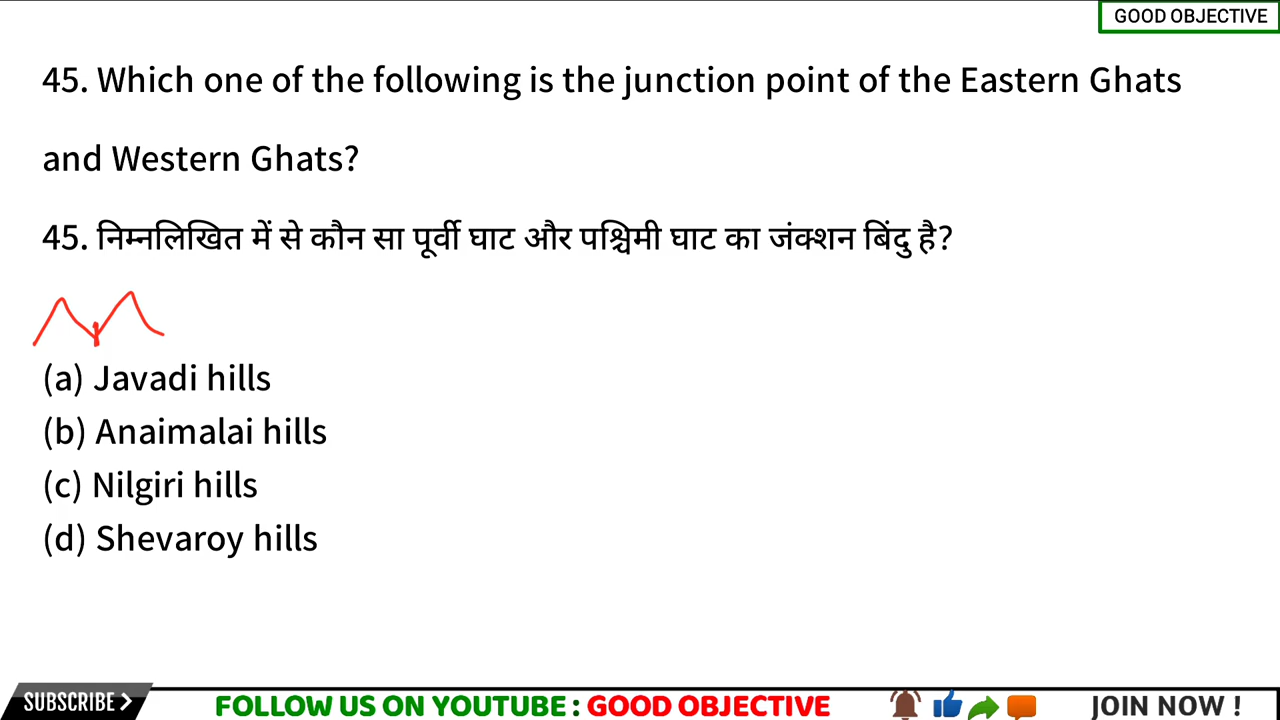 GOOD OBJECTIVE
45. Which one of the following is the junction point of the Eastern Ghats
and Western Ghats?
45. निम्नलिखित में से कौन सा पूर्वी घाट और पश्चिमी घाट का जंक्शन बिंदु है?
(a) Javadi hills
(b) Anaimalai hills
(c) Nilgiri hills
(d) Shevaroy hills
SUBSCRIBE FOLLOW US ON YOUTUBE : GOOD OBJECTIVE JOIN NOW !